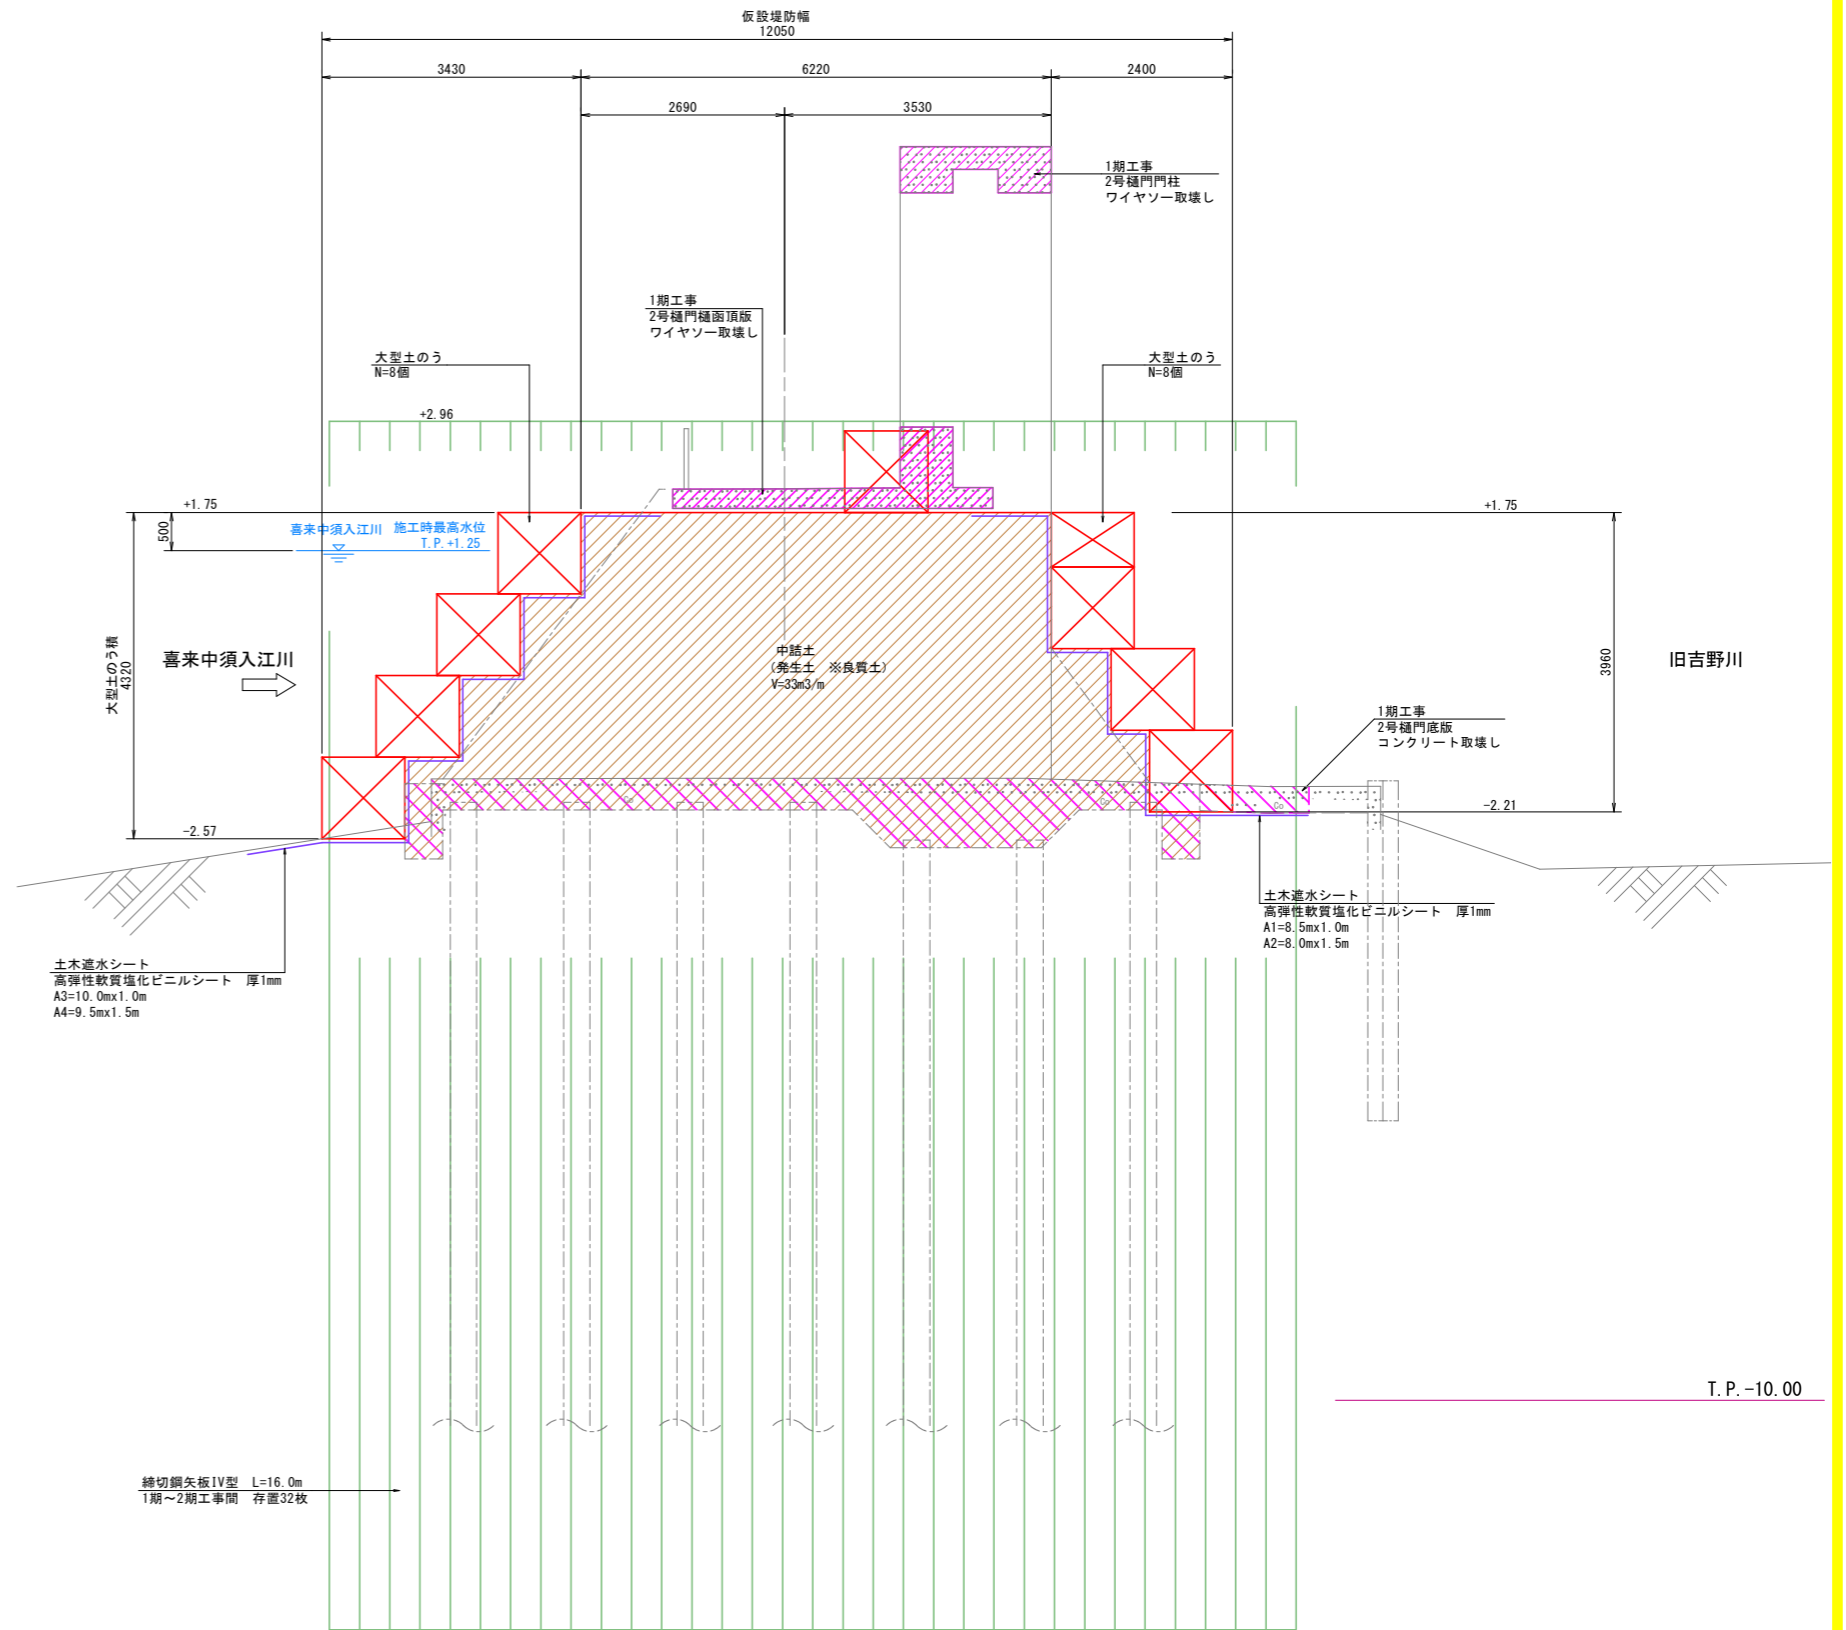 仮設堤防幅
12050
3430
6220
2400
2690
3530
1期工事
2号樋門門柱
ワイヤソー取壊し
1期工事
2号樋門樋函頂版
ワイヤソー取壊し
大型土のう
N=8個
大型土のう
N=8個
+2.96
+1.75
+1.75
500
喜来中須入江川 施工時最高水位
T.P.+1.25
大型土のう積
4320
喜来中須入江川
中詰土
(発生土 ※良質土)
V=33m3/m
3960
旧吉野川
1期工事
2号樋門底版
コンクリート取壊し
Co
Co
Co
-2.57
-2.21
土木遮水シート
高弾性軟質塩化ビニルシート 厚1mm
A1=8.5mx1.0m
A2=8.0mx1.5m
土木遮水シート
高弾性軟質塩化ビニルシート 厚1mm
A3=10.0mx1.0m
A4=9.5mx1.5m
T.P.-10.00
締切鋼矢板IV型 L=16.0m
1期～2期工事間 存置32枚